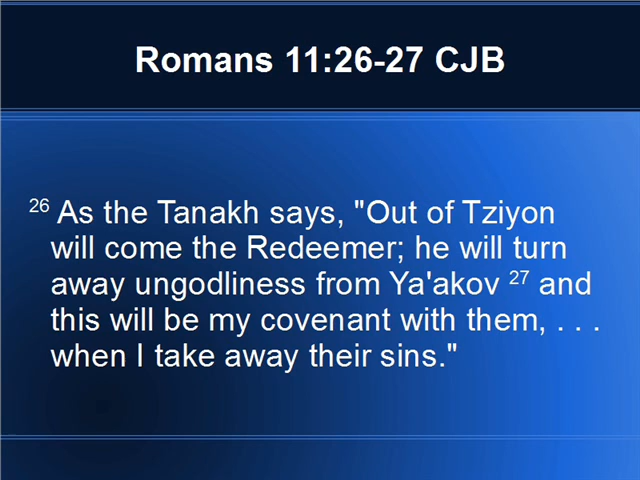 Romans 11:26-27 CJB
26 As the Tanakh says, "Out of Tziyon
will come the Redeemer; he will turn
away ungodliness from Ya'akov 27 and
this will be my covenant with them, . . .
when I take away their sins."